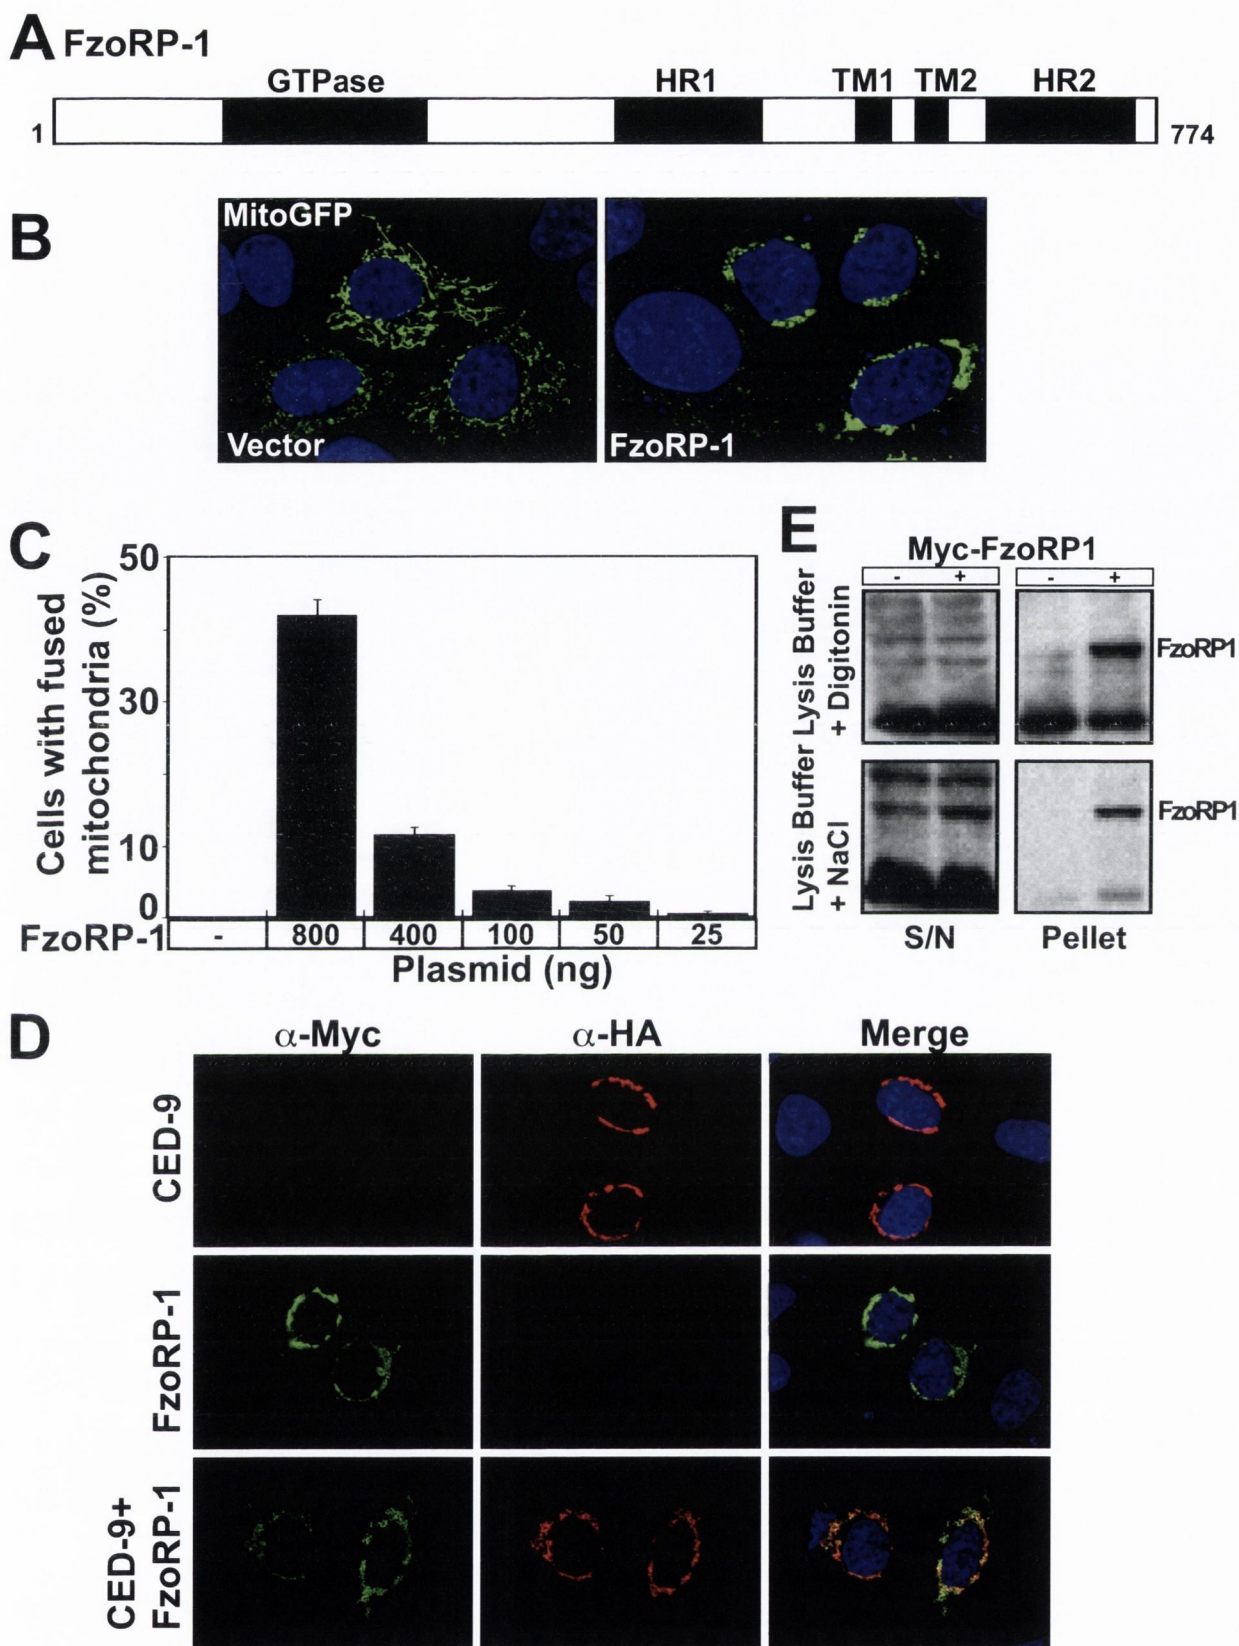 A FzoRP-1
GTPase HR1 TM1 TM2 HR2
1 774
B
MitoGFP
Vector
FzoRP-1
C
Cells with fused
mitochondria (%)
50
30
10
0
FzoRP-1 - 800 400 100 50 25
Plasmid (ng)
E
Myc-FzoRP1
- + - +
Lysis Buffer
+ Digitonin
FzoRP1
Lysis Buffer
+ NaCl
FzoRP1
S/N Pellet
D
α-Myc α-HA Merge
CED-9
FzoRP-1
CED-9+
FzoRP-1